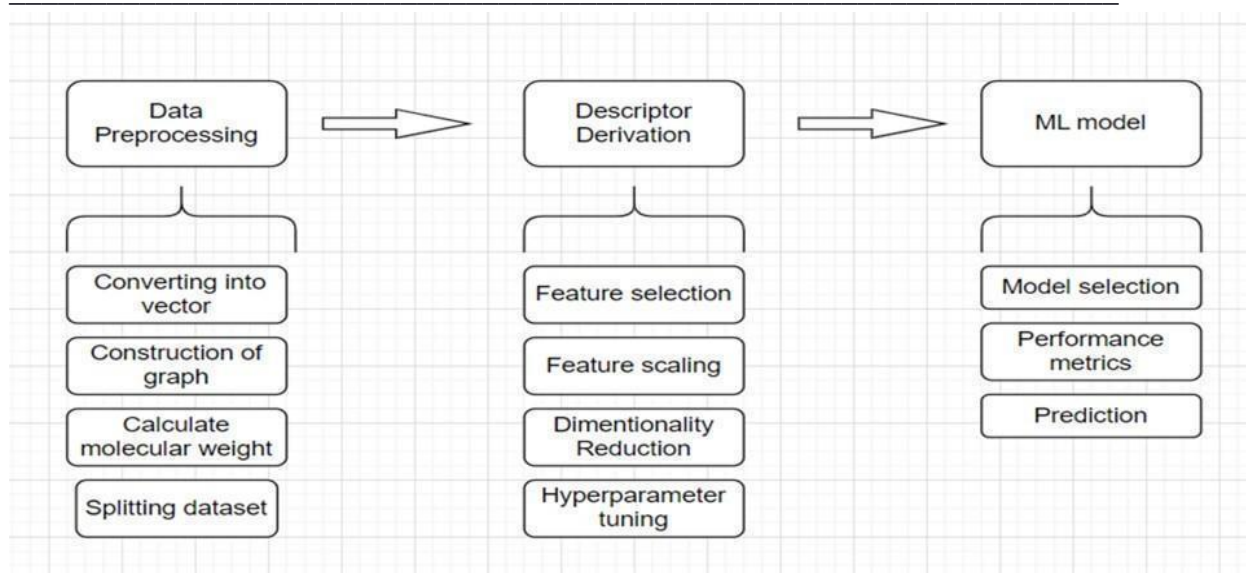 Data
Preprocessing
Descriptor
Derivation
ML model
Converting into
vector
Construction of
graph
Calculate
molecular weight
Splitting dataset
Feature selection
Feature scaling
Dimentionality
Reduction
Hyperparameter
tuning
Model selection
Performance
metrics
Prediction